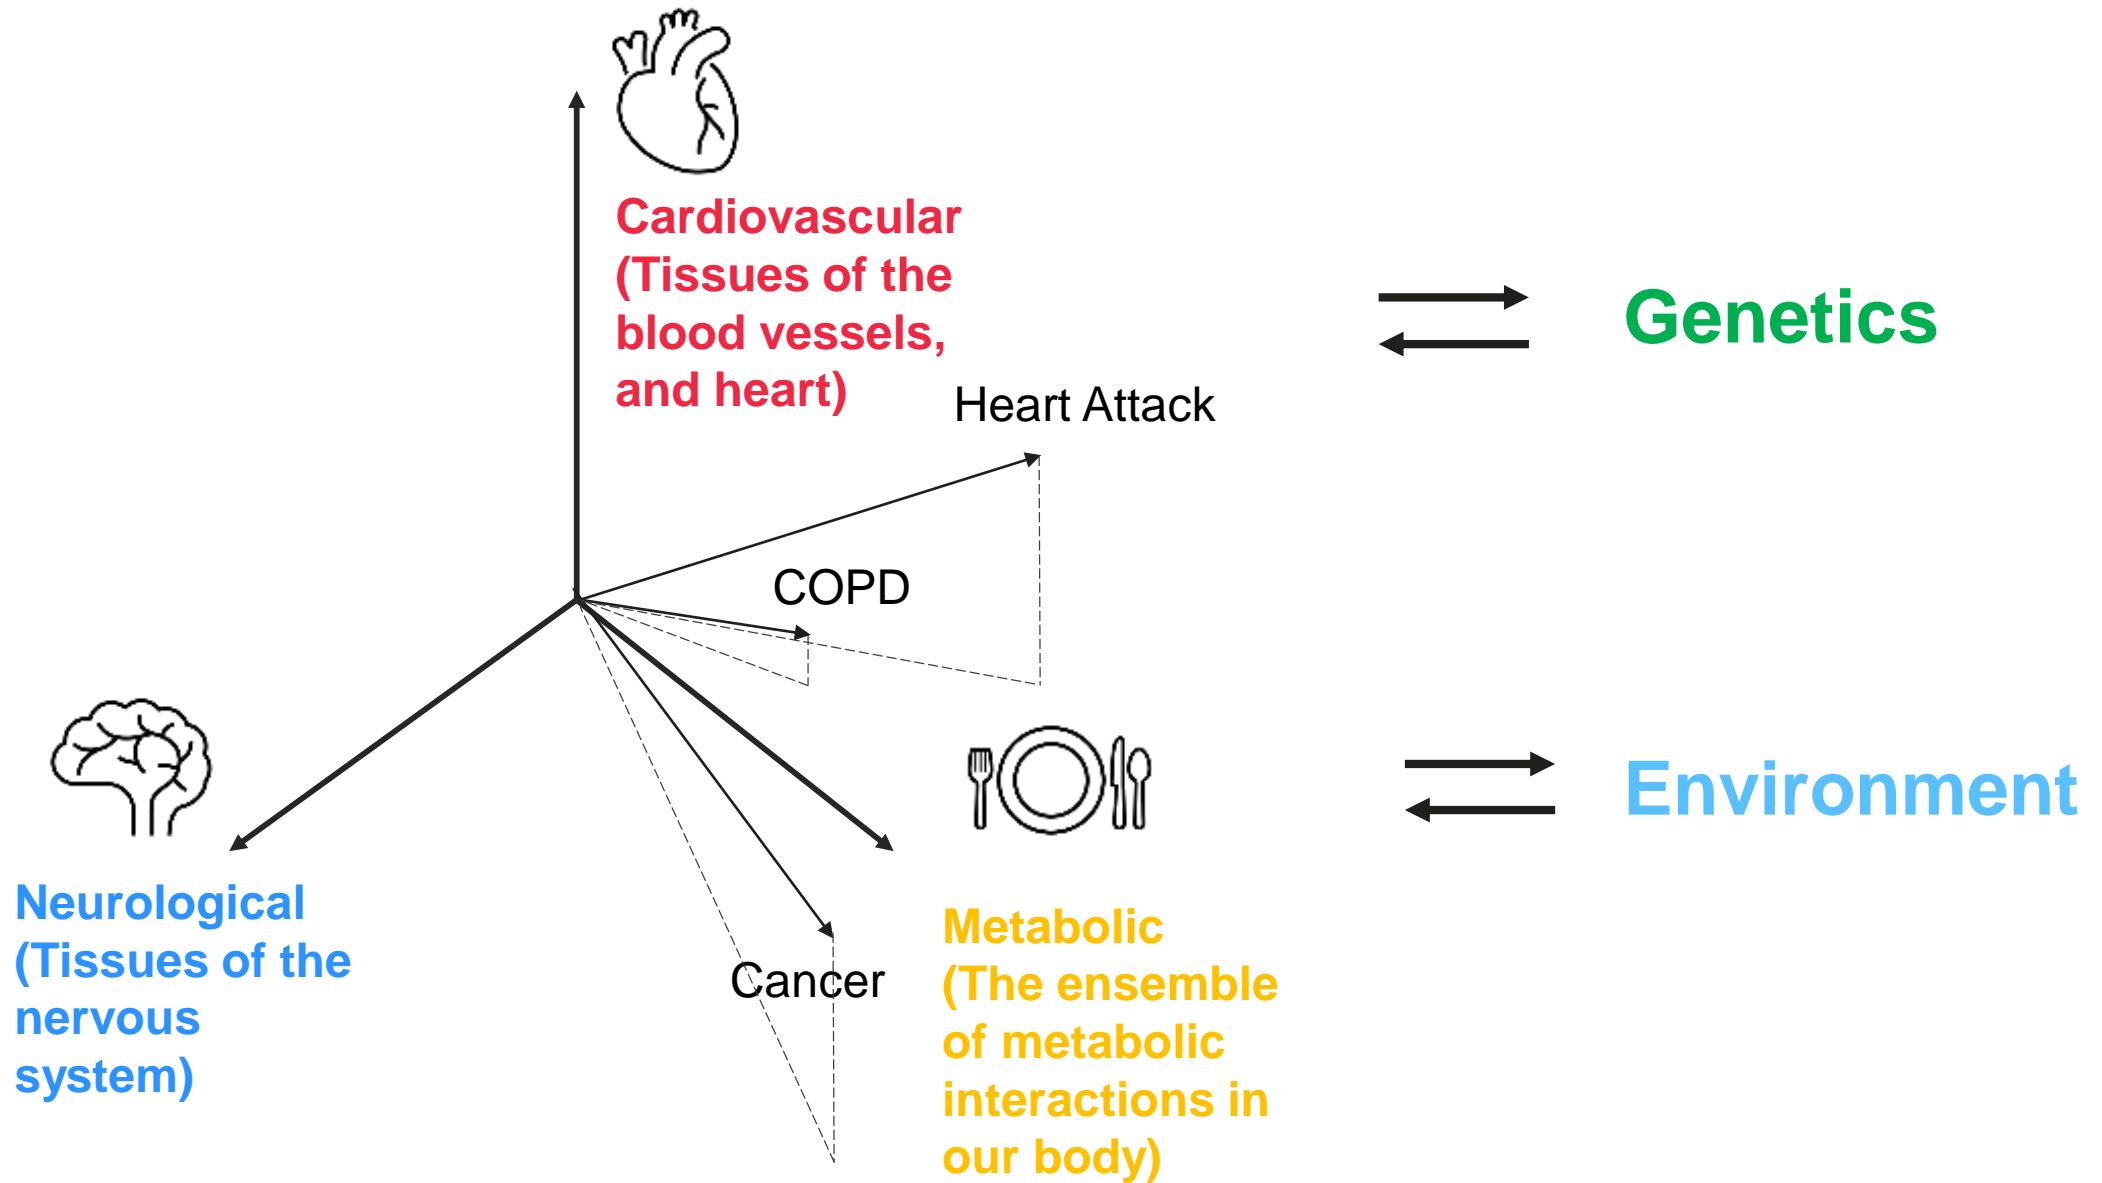 Cardiovascular
(Tissues of the
blood vessels,
and heart)
Genetics
Heart Attack
COPD
Environment
Neurological
(Tissues of the
nervous
system)
Cancer
Metabolic
(The ensemble
of metabolic
interactions in
our body)